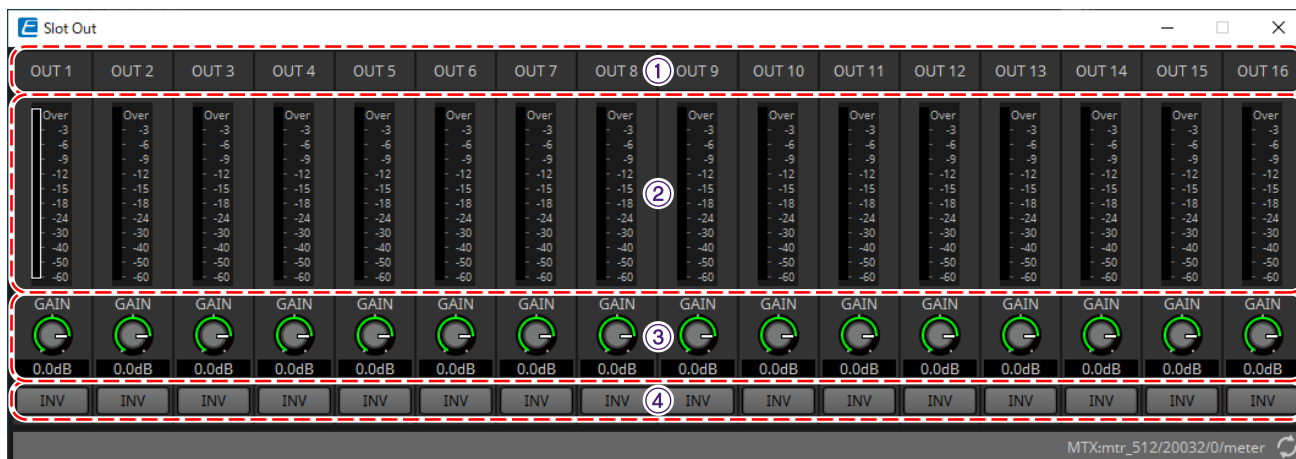 E Slot Out
OUT 1 OUT 2 OUT 3 OUT 4 OUT 5 OUT 6 OUT 7 OUT 8 ① OUT 9 OUT 10 OUT 11 OUT 12 OUT 13 OUT 14 OUT 15 OUT 16
Over Over Over Over Over Over Over Over Over Over Over Over Over Over Over Over
-3 -3 -3 -3 -3 -3 -3 -3 -3 -3 -3 -3 -3 -3 -3 -3
-6 -6 -6 -6 -6 -6 -6 -6 -6 -6 -6 -6 -6 -6 -6 -6
-9 -9 -9 -9 -9 -9 -9 -9 -9 -9 -9 -9 -9 -9 -9 -9
-12 -12 -12 -12 -12 -12 -12 -12 -12 -12 -12 -12 -12 -12 -12 -12
-15 -15 -15 -15 -15 -15 -15 -15 ② -15 -15 -15 -15 -15 -15 -15 -15
-18 -18 -18 -18 -18 -18 -18 -18 -18 -18 -18 -18 -18 -18 -18 -18
-24 -24 -24 -24 -24 -24 -24 -24 -24 -24 -24 -24 -24 -24 -24 -24
-30 -30 -30 -30 -30 -30 -30 -30 -30 -30 -30 -30 -30 -30 -30 -30
-40 -40 -40 -40 -40 -40 -40 -40 -40 -40 -40 -40 -40 -40 -40 -40
-50 -50 -50 -50 -50 -50 -50 -50 -50 -50 -50 -50 -50 -50 -50 -50
-60 -60 -60 -60 -60 -60 -60 -60 -60 -60 -60 -60 -60 -60 -60 -60
GAIN GAIN GAIN GAIN GAIN GAIN GAIN GAIN GAIN GAIN GAIN GAIN GAIN GAIN GAIN GAIN
③
0.0dB 0.0dB 0.0dB 0.0dB 0.0dB 0.0dB 0.0dB 0.0dB 0.0dB 0.0dB 0.0dB 0.0dB 0.0dB 0.0dB 0.0dB 0.0dB
INV INV INV INV INV INV INV INV ④ INV INV INV INV INV INV INV INV
MTX:mtr_512/20032/0/meter